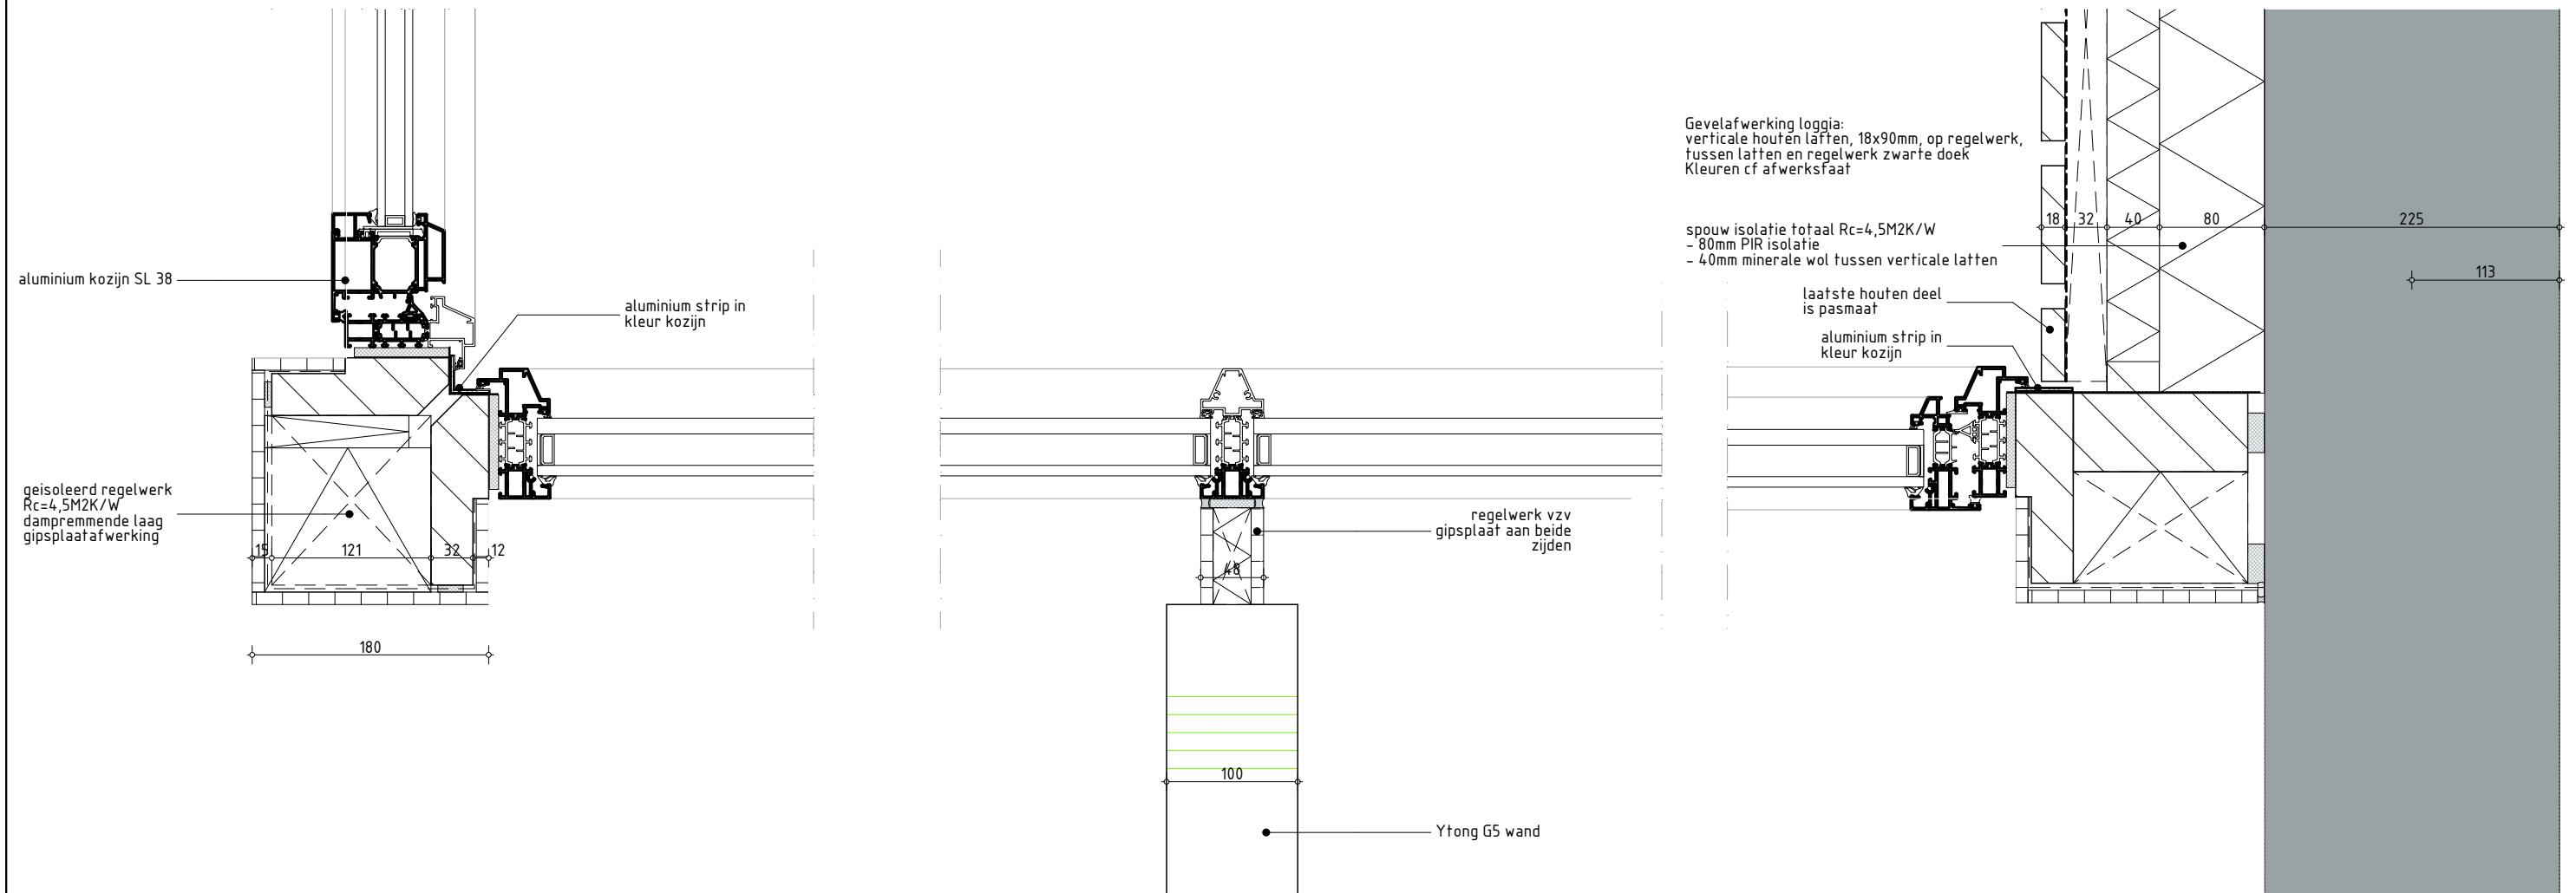 Gevelafwerking loggia:
verticale houten latten, 18x90mm, op regelwerk,
tussen latten en regelwerk zwarte doek
Kleuren cf afwerkstaat
18 32 40 80 225
spouw isolatie totaal Rc=4,5M2K/W
- 80mm PIR isolatie
- 40mm minerale wol tussen verticale latten
113
aluminium kozijn SL 38
laatste houten deel
is pasmaat
aluminium strip in
kleur kozijn
aluminium strip in
kleur kozijn
geisoleerd regelwerk
Rc=4,5M2K/W
dampremmende laag
gipsplaatafwerking
15 121 32 12
regelwerk vzv
gipsplaat aan beide
zijden
48
180
100
Ytong G5 wand